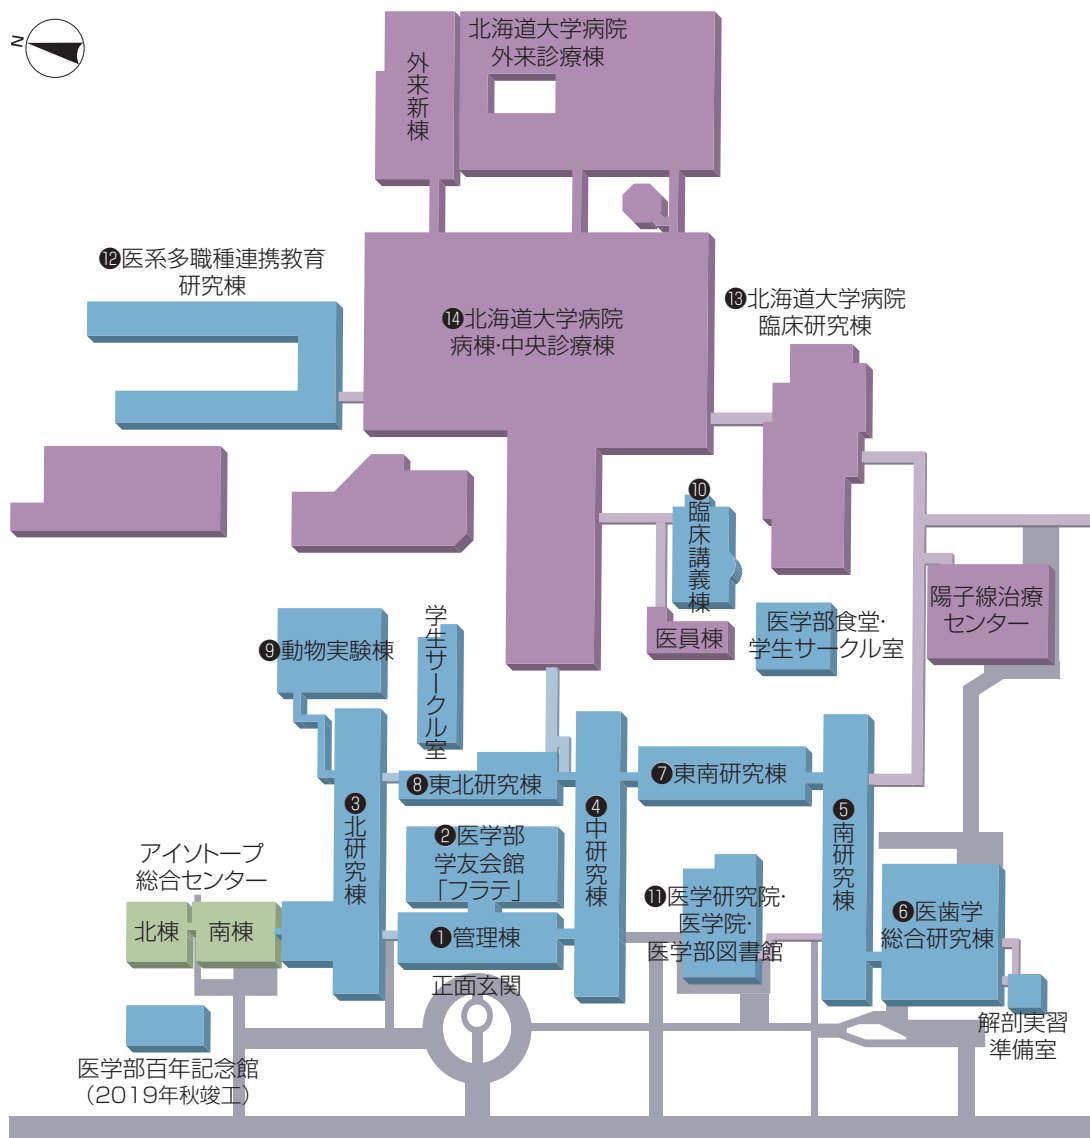 N
北海道大学病院
外来診療棟
外来新棟
⓬医系多職種連携教育
研究棟
⓮北海道大学病院
病棟・中央診療棟
⓭北海道大学病院
臨床研究棟
❿臨床講義棟
医員棟
医学部食堂・
学生サークル室
陽子線治療
センター
❾動物実験棟
学生サークル室
❽東北研究棟
❼東南研究棟
❸北研究棟
❹中研究棟
❺南研究棟
❷医学部
学友会館
「フラテ」
❶管理棟
正面玄関
⓫医学研究院・
医学院・
医学部図書館
❻医歯学
総合研究棟
アイソトープ
総合センター
北棟
南棟
解剖実習
準備室
医学部百年記念館
（2019年秋竣工）